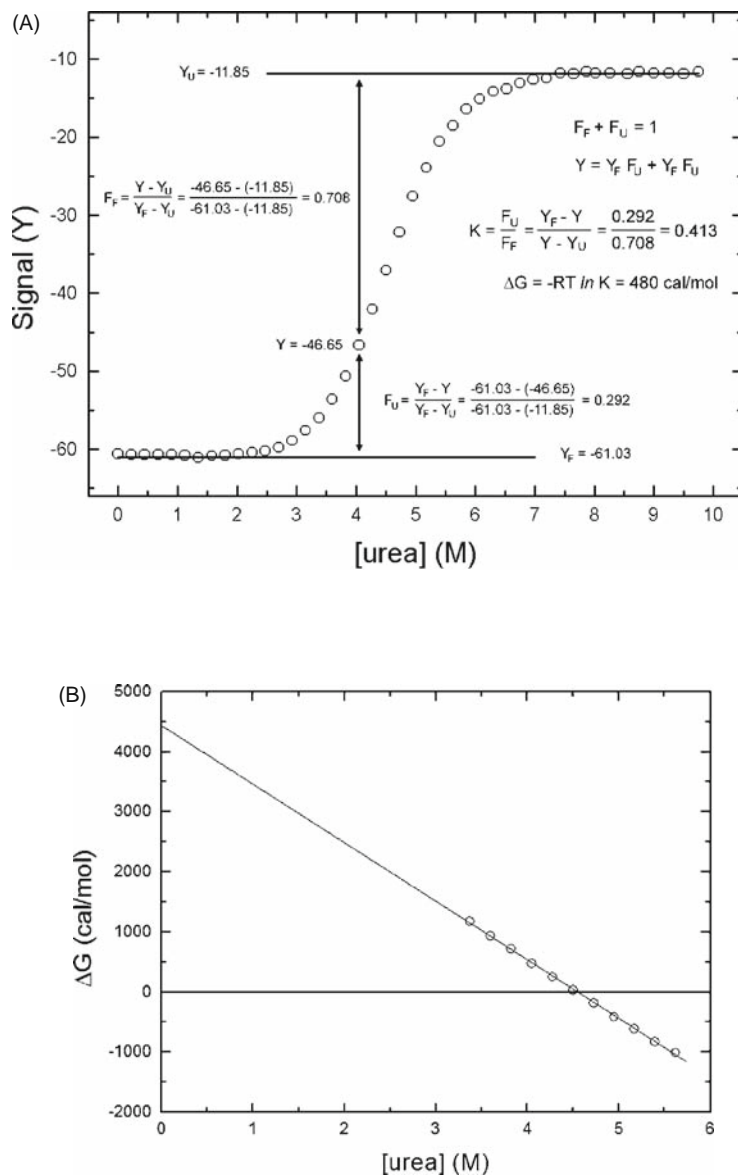 (A)
-10
Y_U = -11.85
F_F + F_U = 1
-20
Y = Y_F F_U + Y_F F_U
F_F = (Y - Y_U)/(Y_F - Y_U) = (-46.65 - (-11.85))/(-61.03 - (-11.85)) = 0.708
-30
K = F_U/F_F = (Y_F - Y)/(Y - Y_U) = 0.292/0.708 = 0.413
Signal (Y)
ΔG = -RT ln K = 480 cal/mol
-40
Y = -46.65
-50
F_U = (Y_F - Y)/(Y_F - Y_U) = (-61.03 - (-46.65))/(-61.03 - (-11.85)) = 0.292
-60
Y_F = -61.03
0 1 2 3 4 5 6 7 8 9 10
[urea] (M)
(B)
5000
4000
3000
2000
1000
0
-1000
-2000
ΔG (cal/mol)
0 1 2 3 4 5 6
[urea] (M)